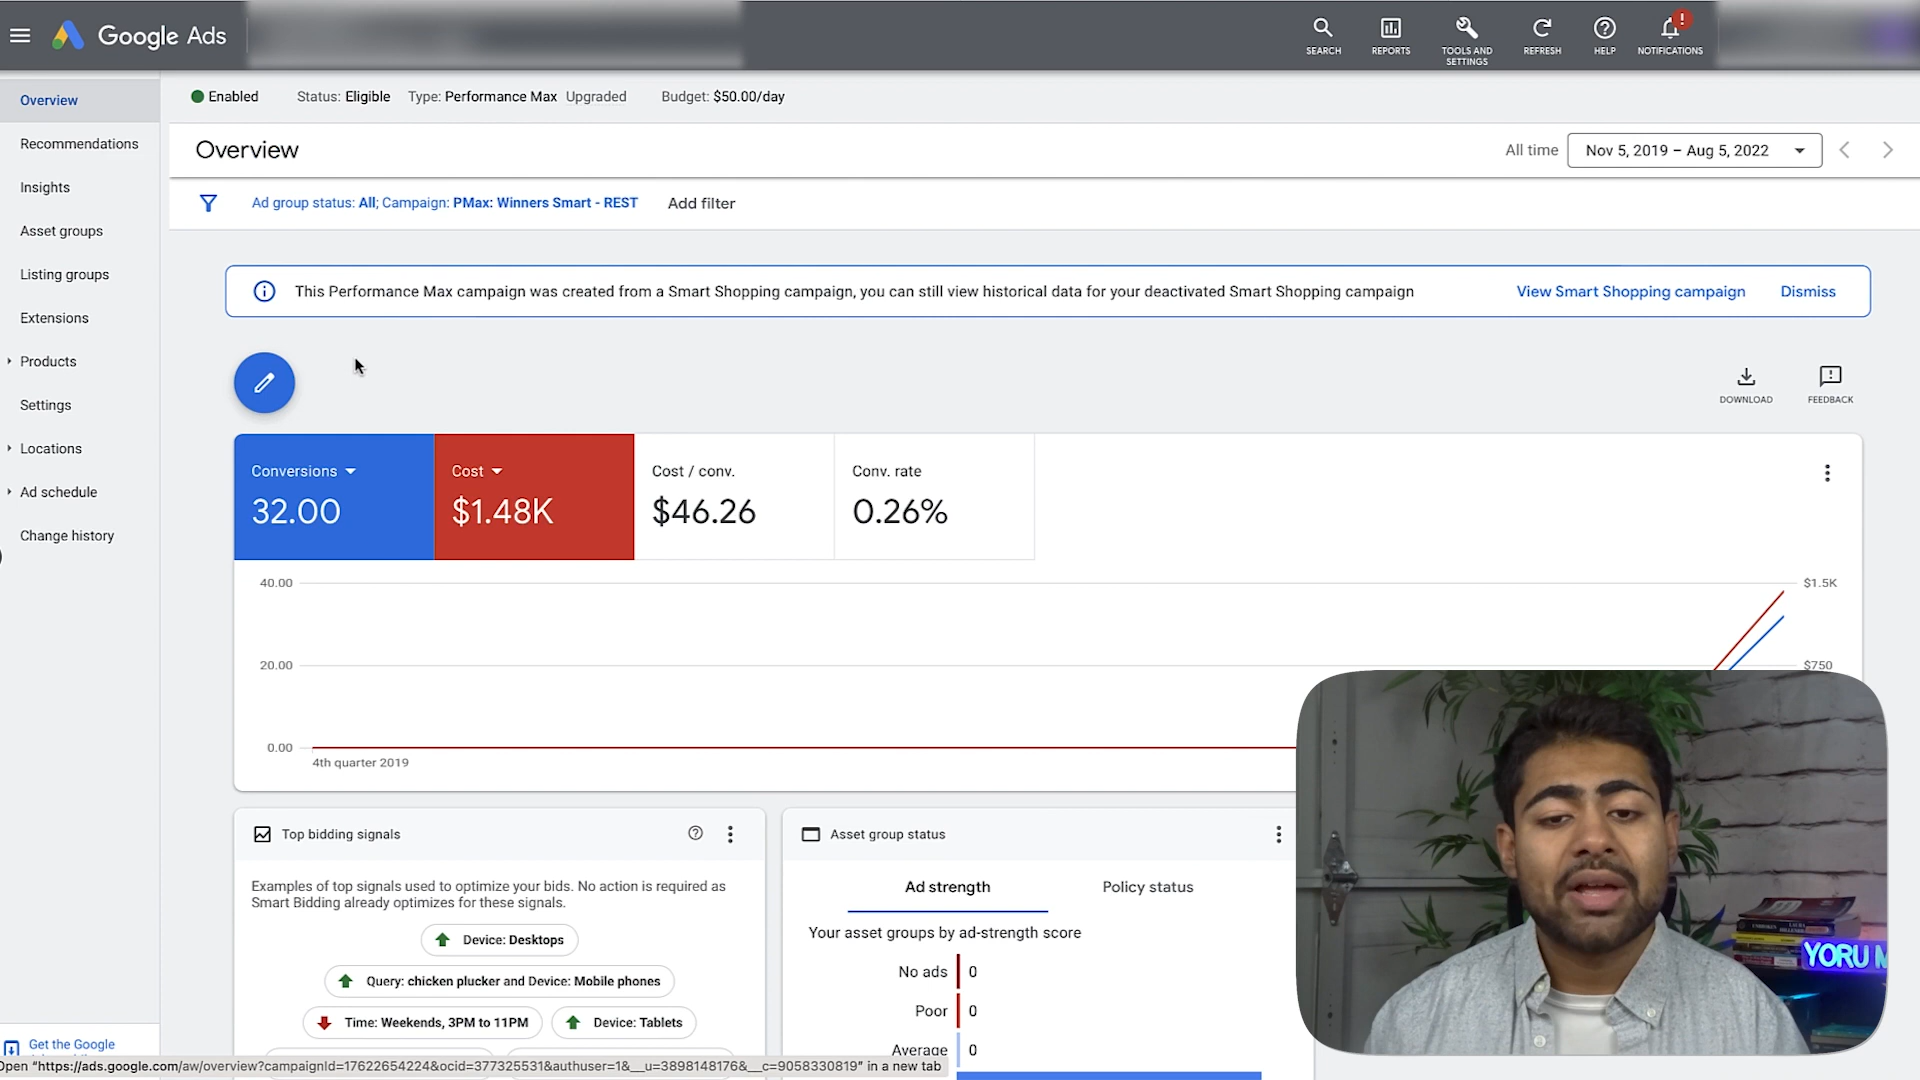 Google Ads
SEARCH
REPORTS
TOOLS AND
SETTINGS
REFRESH
HELP
!
NOTIFICATIONS
Overview
Recommendations
Insights
Asset groups
Listing groups
Extensions
Products
Settings
Locations
Ad schedule
Change history
Get the Google
Enabled Status: Eligible Type: Performance Max Upgraded Budget: $50.00/day
Overview
All time Nov 5, 2019 – Aug 5, 2022
Ad group status: All; Campaign: PMax: Winners Smart - REST Add filter
This Performance Max campaign was created from a Smart Shopping campaign, you can still view historical data for your deactivated Smart Shopping campaign View Smart Shopping campaign Dismiss
DOWNLOAD
FEEDBACK
Conversions
32.00
Cost
$1.48K
Cost / conv.
$46.26
Conv. rate
0.26%
40.00
$1.5K
20.00
$750
0.00
4th quarter 2019
Top bidding signals
Examples of top signals used to optimize your bids. No action is required as
Smart Bidding already optimizes for these signals.
Device: Desktops
Query: chicken plucker and Device: Mobile phones
Time: Weekends, 3PM to 11PM
Device: Tablets
Asset group status
Ad strength
Policy status
Your asset groups by ad-strength score
No ads 0
Poor 0
Average 0
YORU M
Open "https://ads.google.com/aw/overview?campaignId=17622654224&ocid=377325531&authuser=1&__u=3898148176&__c=9058330819" in a new tab